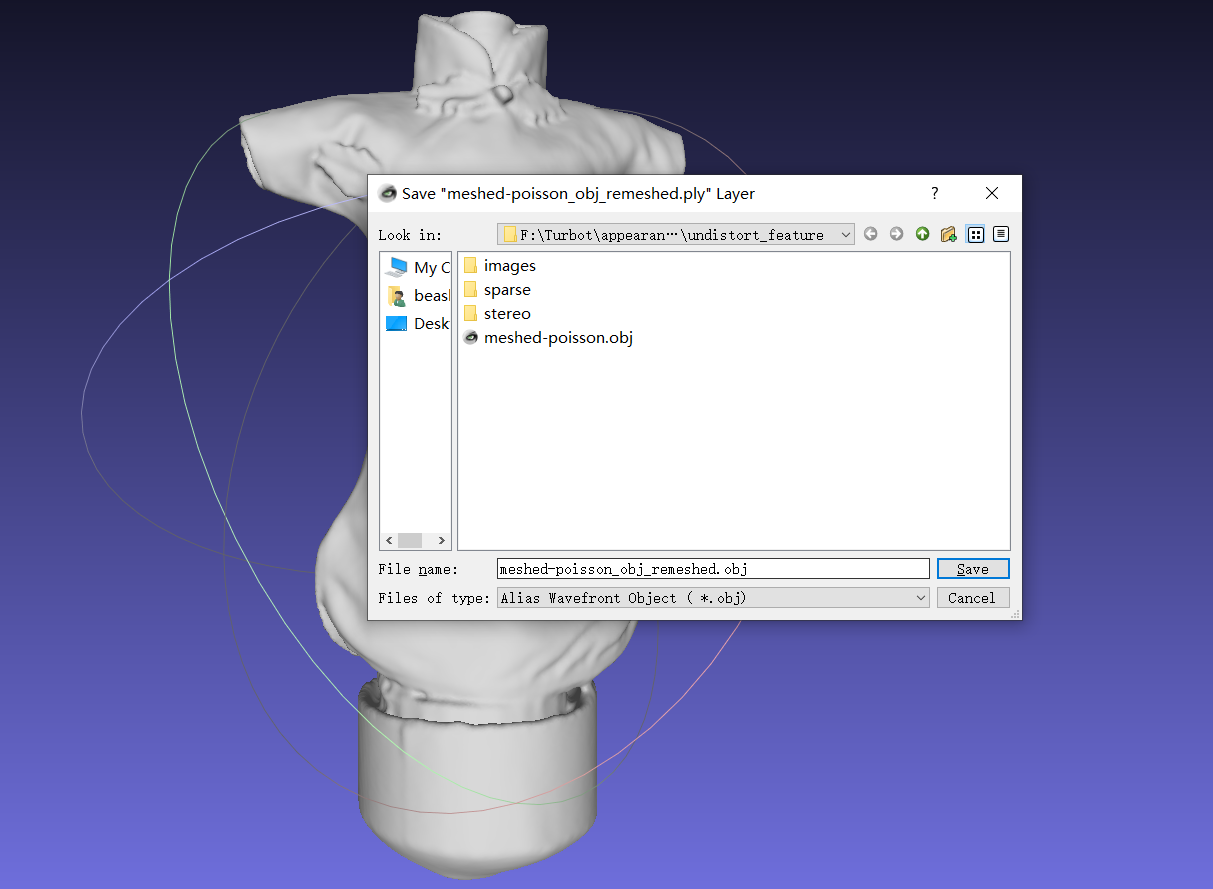 Save "meshed-poisson_obj_remeshed.ply" Layer
?
Look in:
F:\Turbot\appearan…\undistort_feature
My C
beasl
Desk
images
sparse
stereo
meshed-poisson.obj
File name:
meshed-poisson_obj_remeshed.obj
Save
Files of type:
Alias Wavefront Object ( *.obj)
Cancel